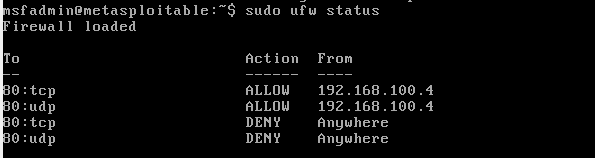 msfadmin@metasploitable:~$ sudo ufw status
Firewall loaded
To                         Action  From
--                         ------  ----
80:tcp                     ALLOW   192.168.100.4
80:udp                     ALLOW   192.168.100.4
80:tcp                     DENY    Anywhere
80:udp                     DENY    Anywhere